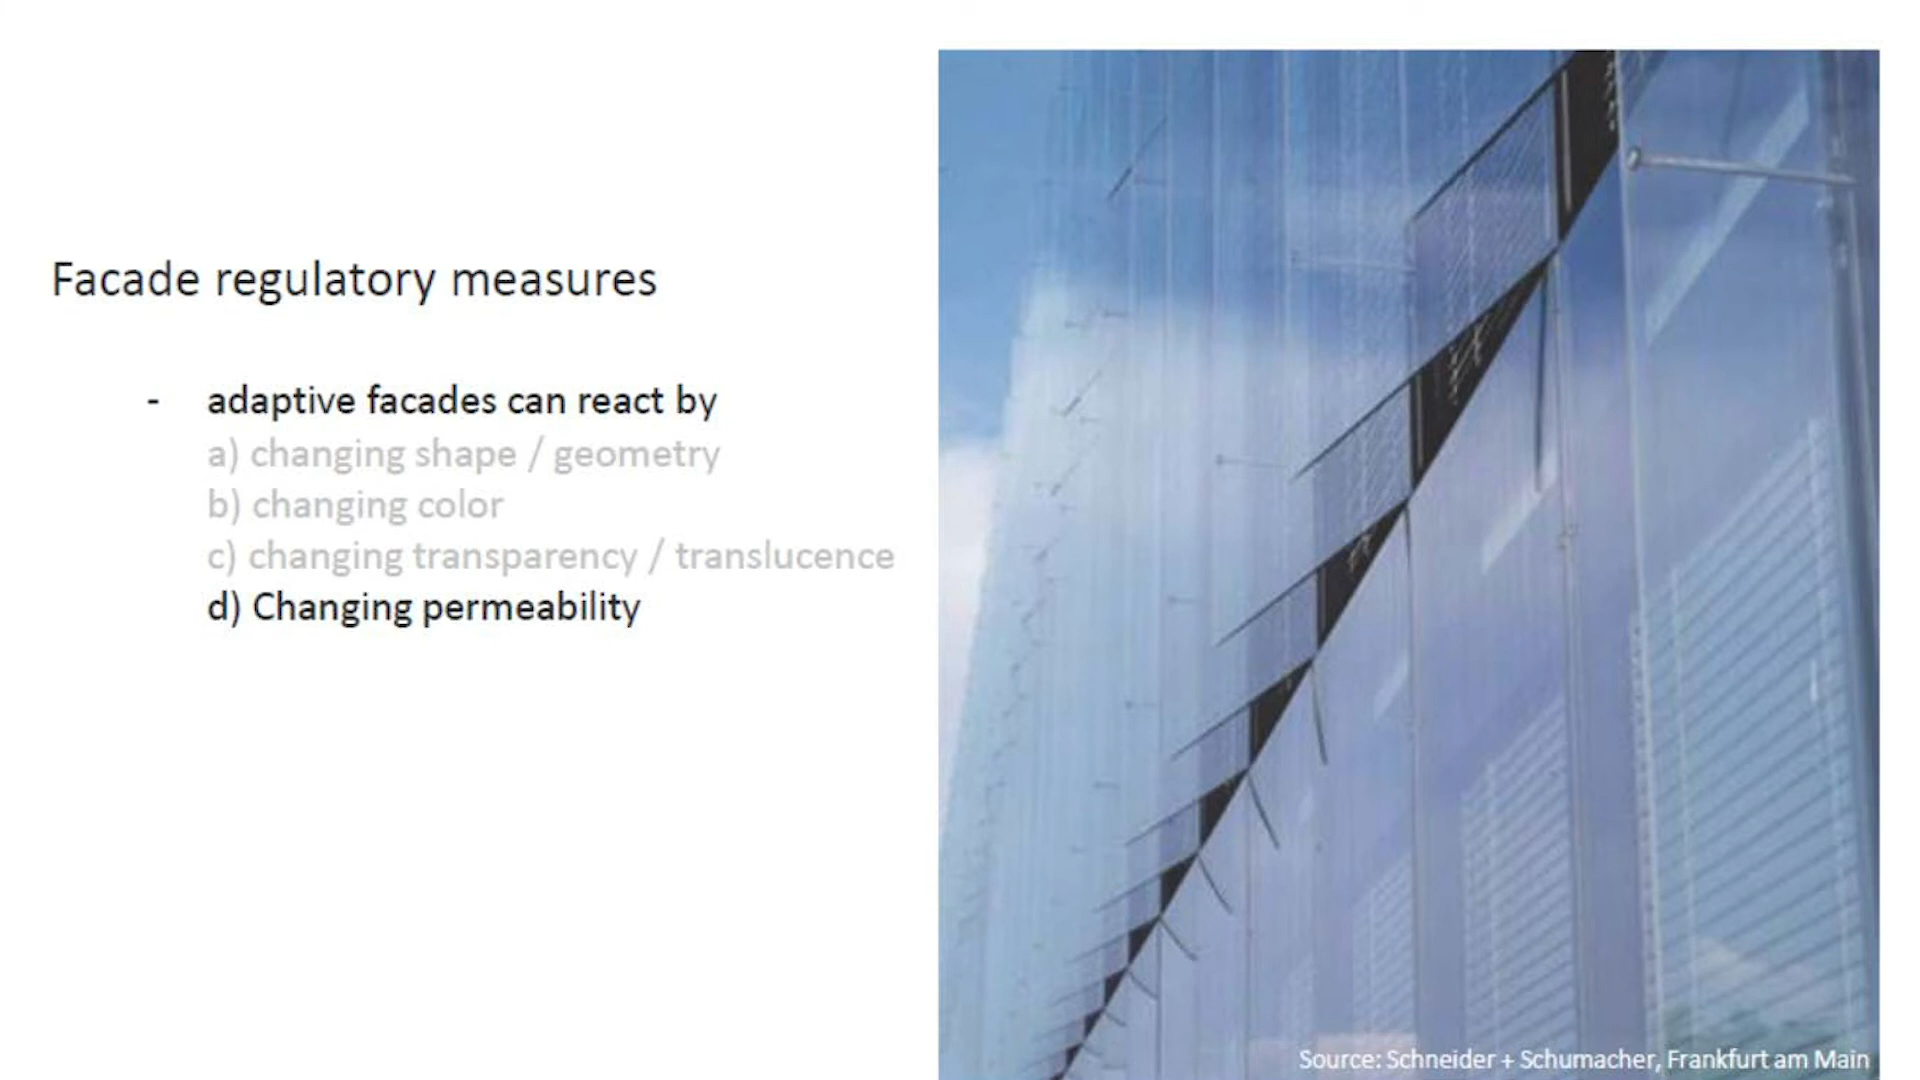 Facade regulatory measures
- adaptive facades can react by
a) changing shape / geometry
b) changing color
c) changing transparency / translucence
d) Changing permeability
Source: Schneider + Schumacher, Frankfurt am Main